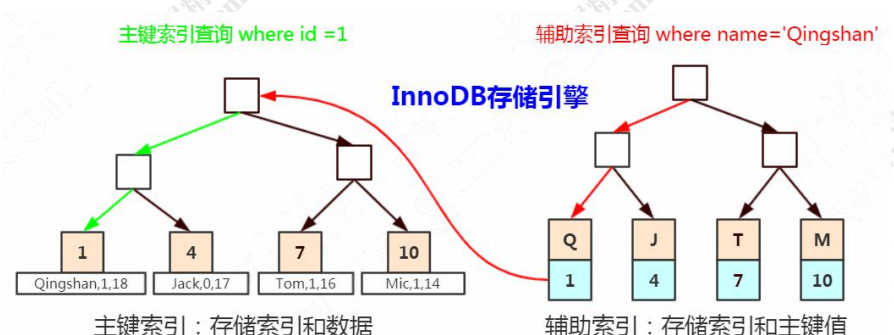 主键索引查询 where id =1
辅助索引查询 where name='Qingshan'
InnoDB存储引擎
1 4 7 10
Qingshan,1,18 Jack,0,17 Tom,1,16 Mic,1,14
Q J T M
1 4 7 10
主键索引：存储索引和数据
辅助索引：存储索引和主键值